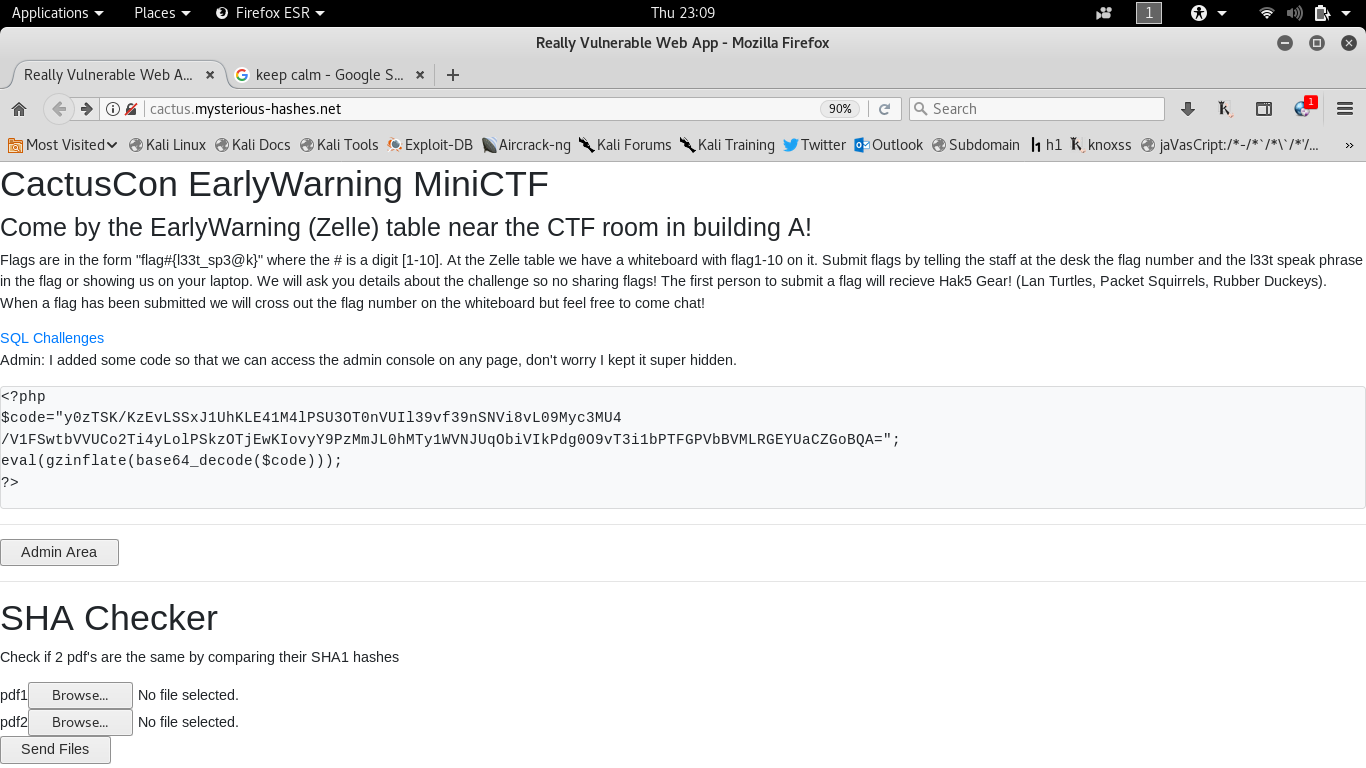 Applications Places Firefox ESR Thu 23:09 1
Really Vulnerable Web App - Mozilla Firefox
Really Vulnerable Web A... keep calm - Google S...
cactus.mysterious-hashes.net 90% Search 1
Most Visited Kali Linux Kali Docs Kali Tools Exploit-DB Aircrack-ng Kali Forums Kali Training Twitter Outlook Subdomain h1 knoxss jaVasCript:/*-/*`/*\`/*'/... »
CactusCon EarlyWarning MiniCTF
Come by the EarlyWarning (Zelle) table near the CTF room in building A!
Flags are in the form "flag#{l33t_sp3@k}" where the # is a digit [1-10]. At the Zelle table we have a whiteboard with flag1-10 on it. Submit flags by telling the staff at the desk the flag number and the l33t speak phrase
in the flag or showing us on your laptop. We will ask you details about the challenge so no sharing flags! The first person to submit a flag will recieve Hak5 Gear! (Lan Turtles, Packet Squirrels, Rubber Duckeys).
When a flag has been submitted we will cross out the flag number on the whiteboard but feel free to come chat!
SQL Challenges
Admin: I added some code so that we can access the admin console on any page, don't worry I kept it super hidden.
<?php
$code="y0zTSK/KzEvLSSxJ1UhKLE41M4lPSU3OT0nVUIl39vf39nSNVi8vL09Myc3MU4
/V1FSwtbVVUCo2Ti4yLolPSkzOTjEwKIovyY9PzMmJL0hMTy1WVNJUqObiVIkPdg0O9vT3i1bPTFGPVbBVMLRGEYUaCZGoBQA=";
eval(gzinflate(base64_decode($code)));
?>
Admin Area
SHA Checker
Check if 2 pdf's are the same by comparing their SHA1 hashes
pdf1 Browse... No file selected.
pdf2 Browse... No file selected.
Send Files